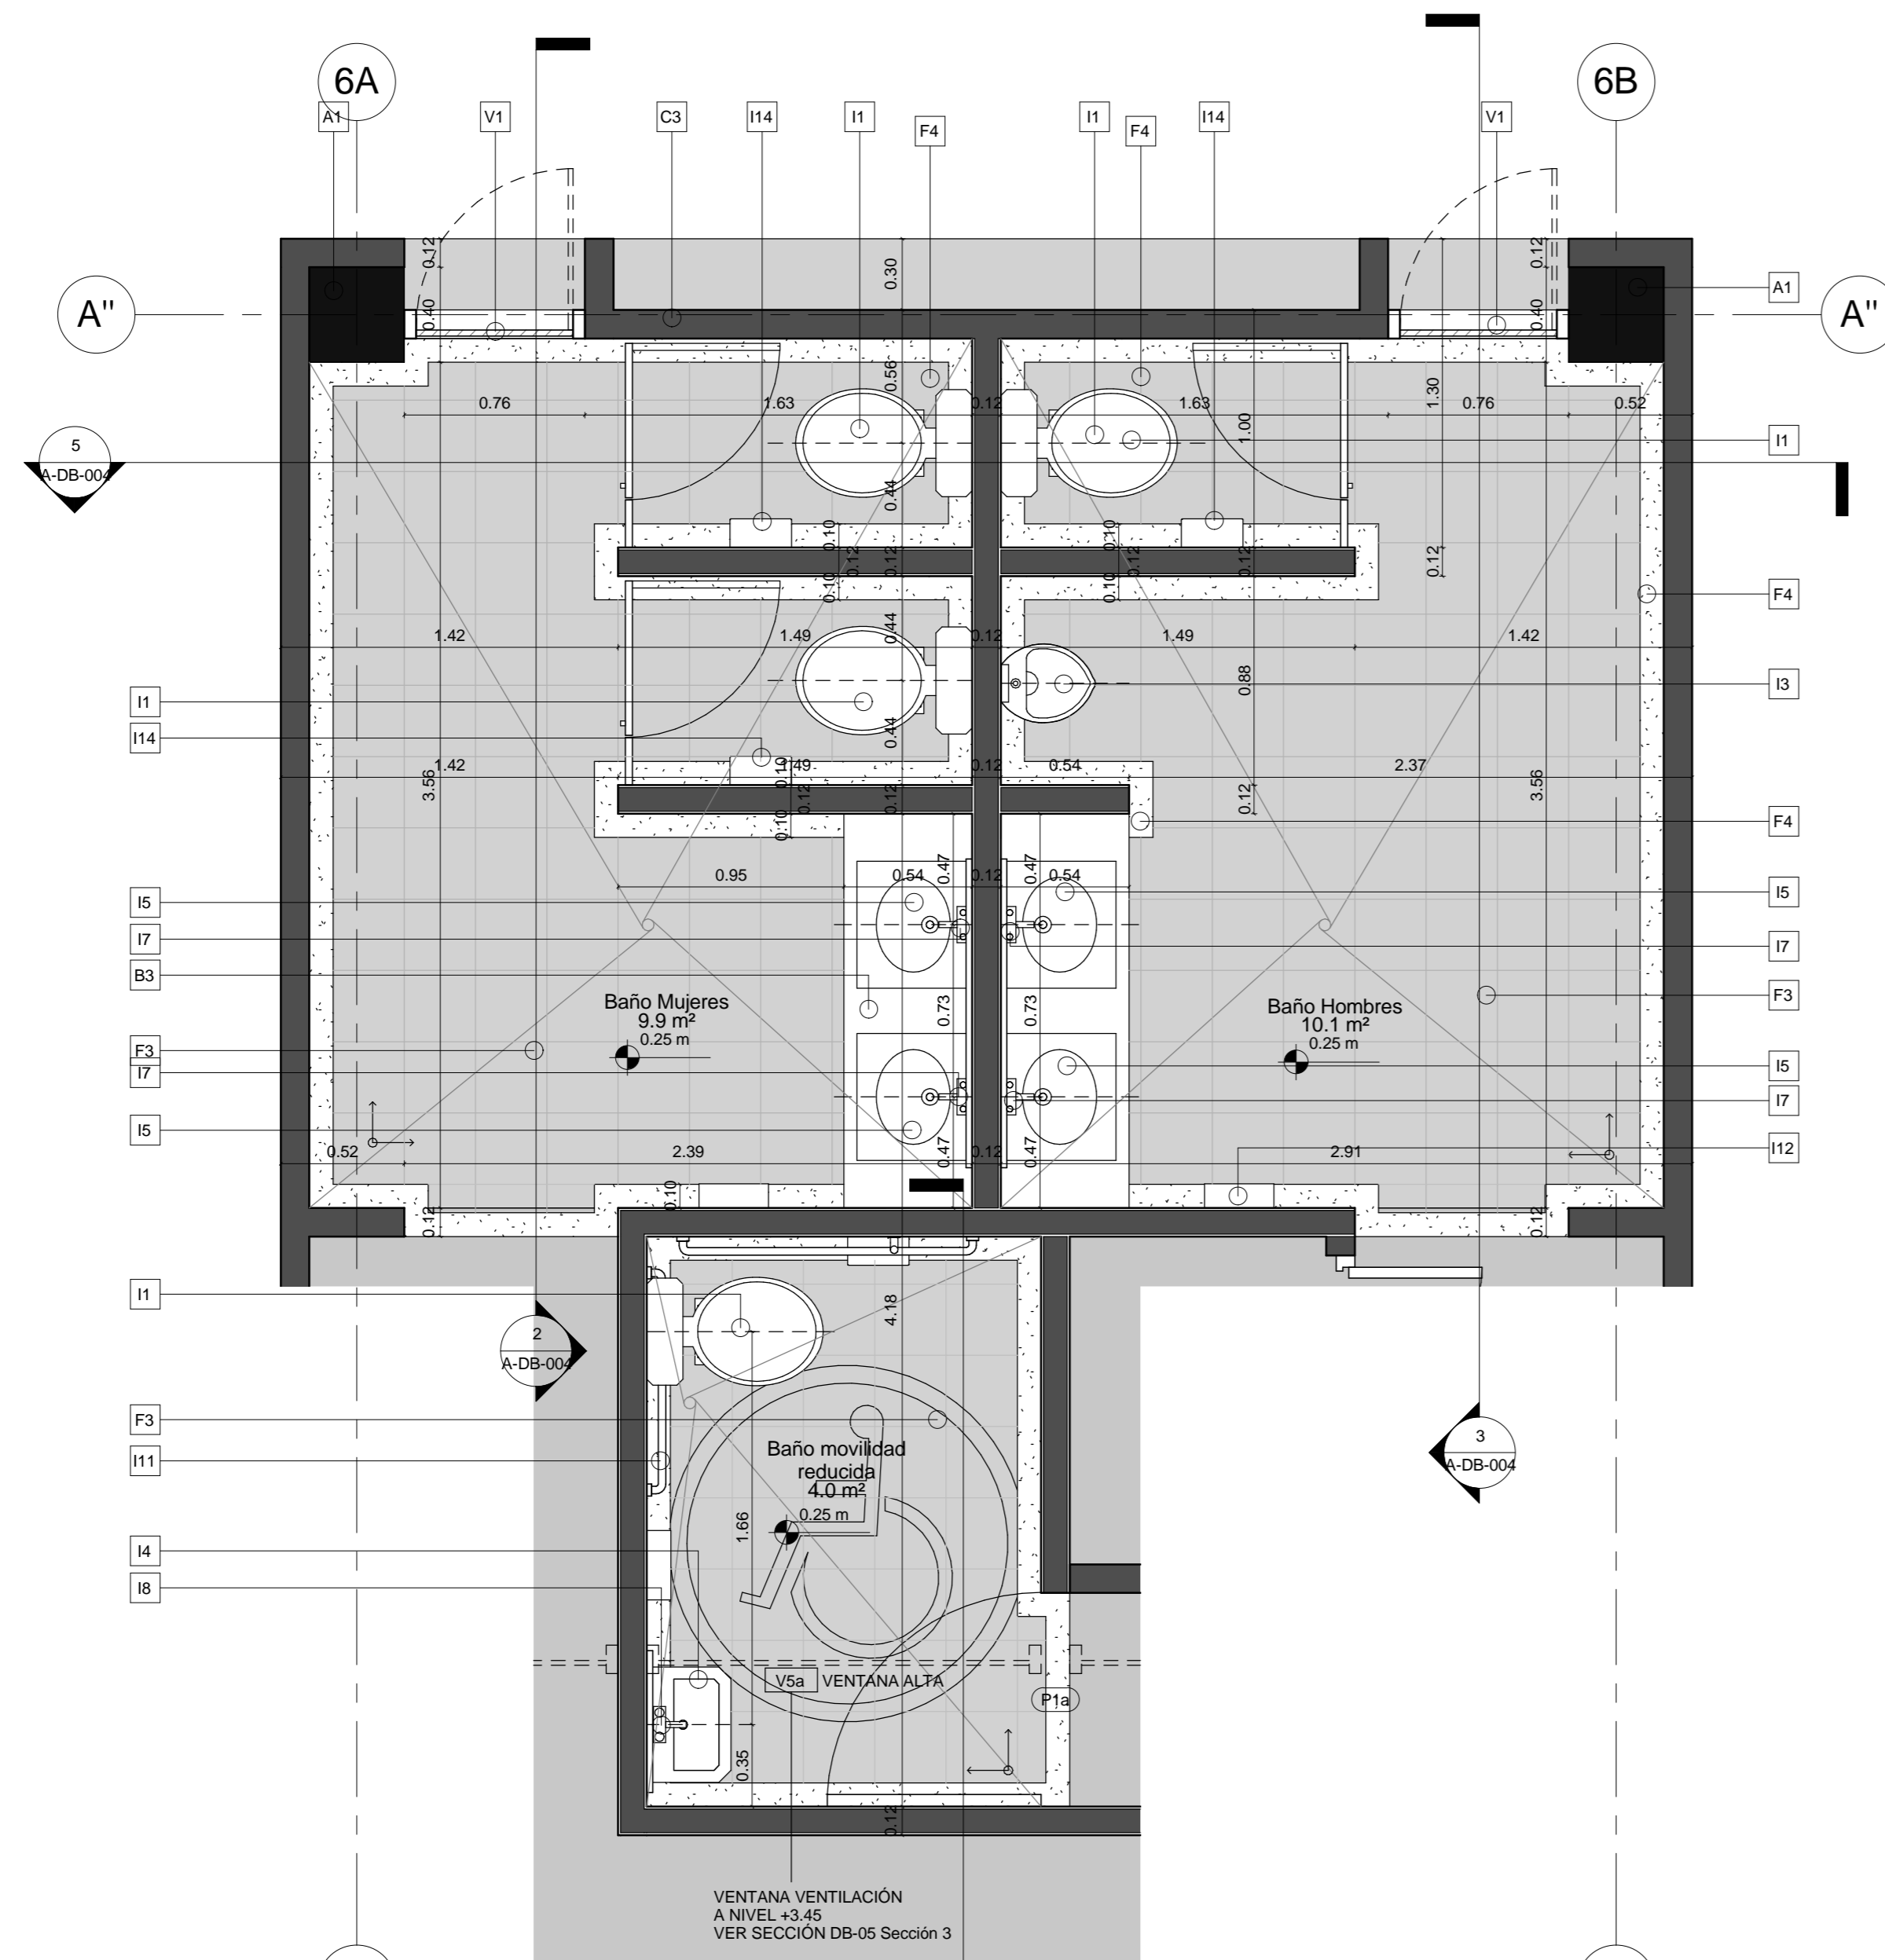 6A
6B
A1
V1
C3
I14
I1
F4
I1
F4
I14
V1
A"
A"
A1
0.12
0.40
0.30
0.12
0.40
0.56
1.30
0.76
1.63
0.12
1.63
0.76
0.52
1.00
5
A-DB-004
I1
0.44
0.10
0.12
0.12
0.10
0.10
0.12
0.10
0.12
0.12
F4
1.42
1.49
0.44
0.12
1.49
1.42
I1
0.88
I3
I14
0.44
1.42
1.49
0.12
0.54
2.37
3.56
0.10
0.12
0.12
0.10
0.12
3.56
F4
0.95
0.54
0.47
0.12
0.47
0.54
I5
I5
I7
I7
B3
F3
Baño Mujeres
9.9 m²
0.25 m
0.73
0.73
Baño Hombres
10.1 m²
0.25 m
F3
I7
I5
I7
I5
I12
0.52
2.39
0.47
0.12
0.47
2.91
0.10
0.12
0.12
I1
4.18
2
A-DB-004
F3
I11
Baño movilidad
reducida
4.0 m²
0.25 m
3
A-DB-004
1.66
I4
I8
V5a VENTANA ALTA
P1a
0.35
0.12
VENTANA VENTILACIÓN
A NIVEL +3.45
VER SECCIÓN DB-05 Sección 3